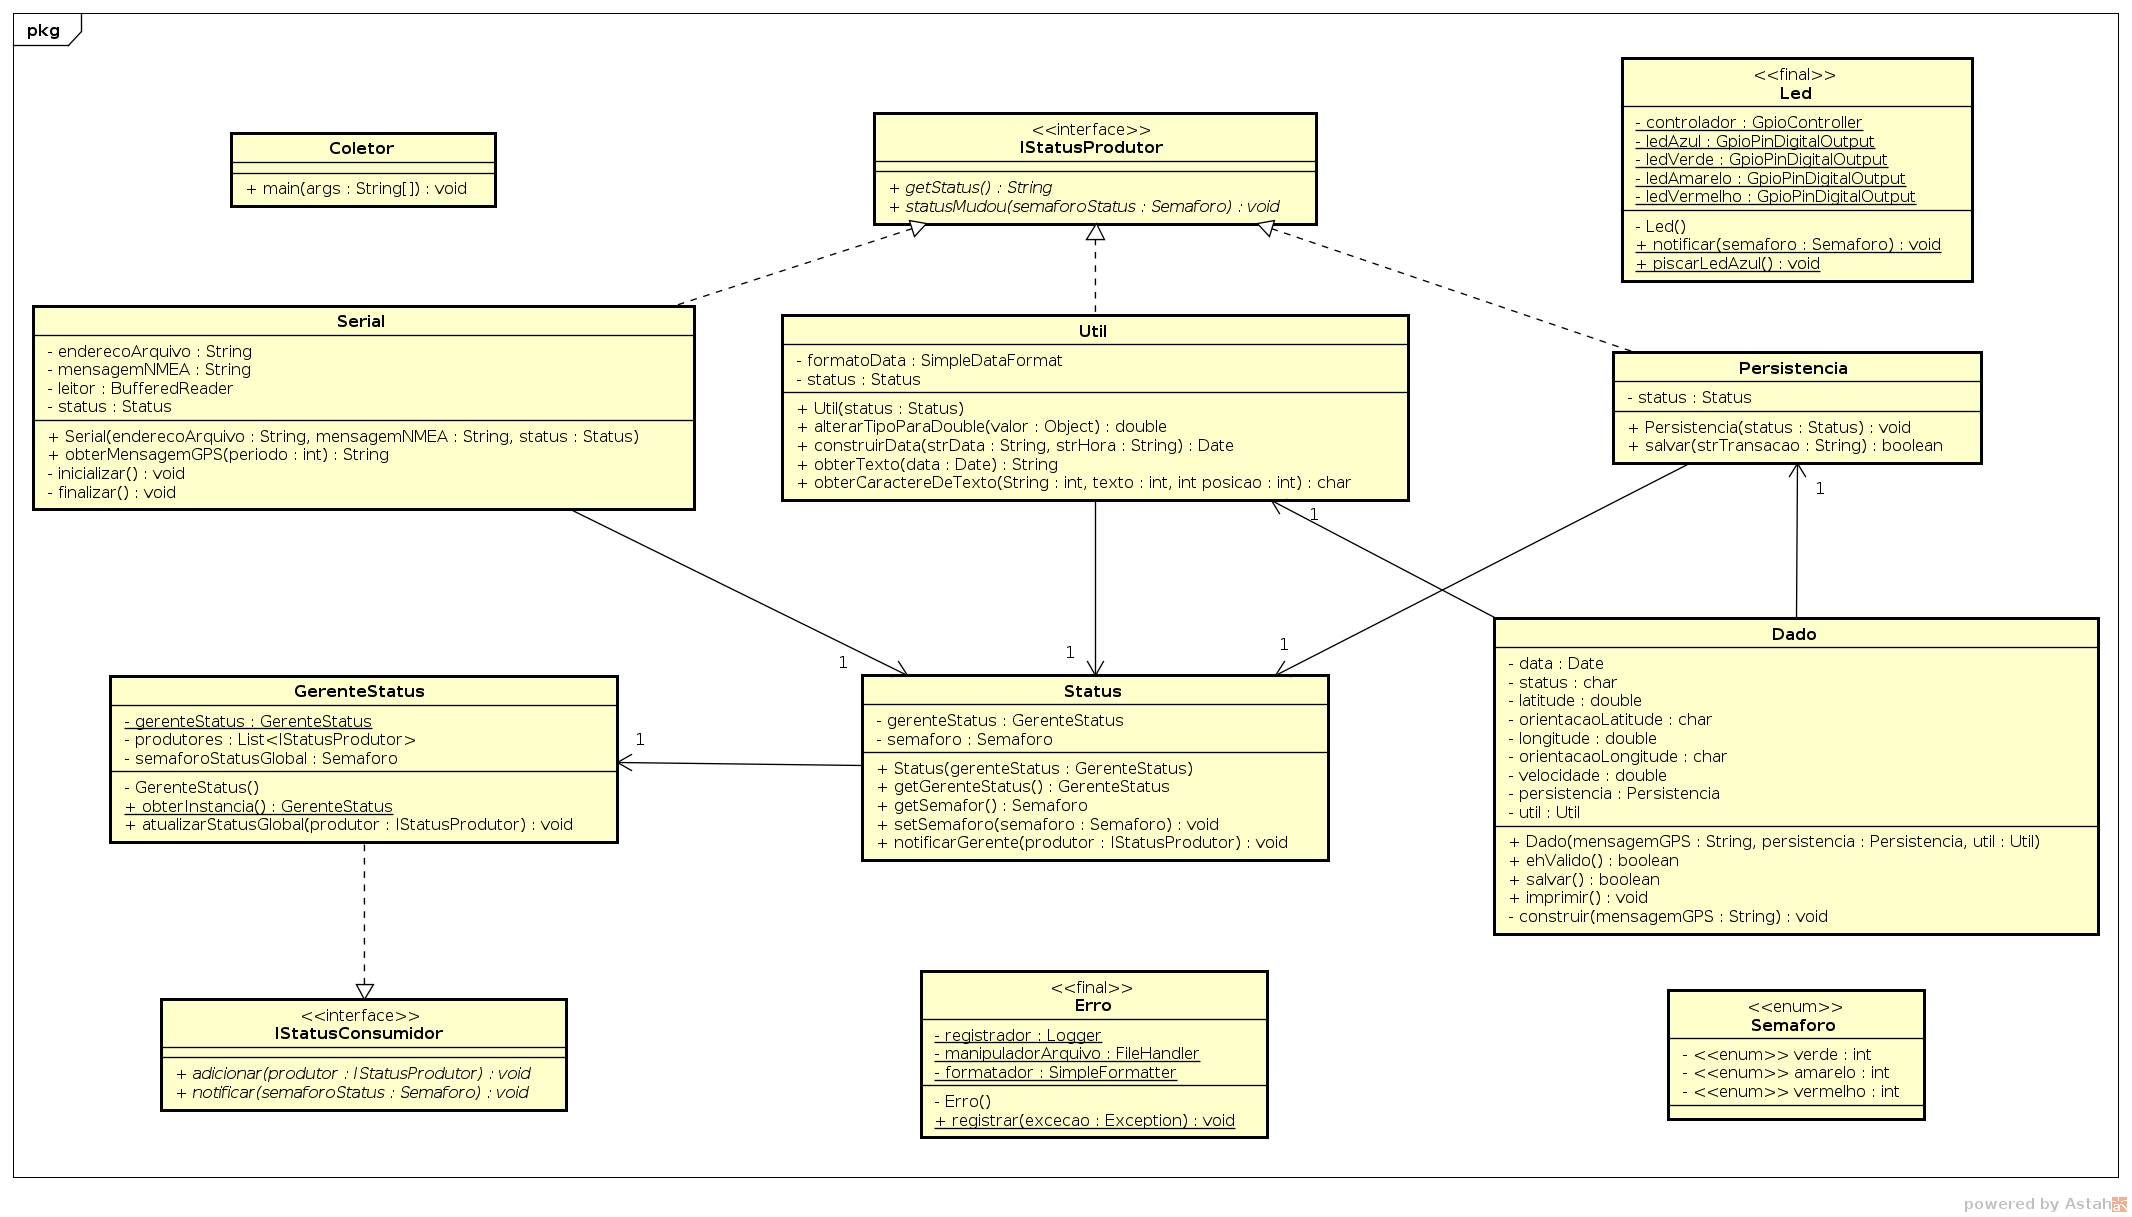 pkg
Coletor
+ main(args : String[]) : void
<<interface>>
IStatusProdutor
+ getStatus() : String
+ statusMudou(semaforoStatus : Semaforo) : void
<<final>>
Led
- controlador : GpioController
- ledAzul : GpioPinDigitalOutput
- ledVerde : GpioPinDigitalOutput
- ledAmarelo : GpioPinDigitalOutput
- ledVermelho : GpioPinDigitalOutput
- Led()
+ notificar(semaforo : Semaforo) : void
+ piscarLedAzul() : void
Serial
- enderecoArquivo : String
- mensagemNMEA : String
- leitor : BufferedReader
- status : Status
+ Serial(enderecoArquivo : String, mensagemNMEA : String, status : Status)
+ obterMensagemGPS(periodo : int) : String
- inicializar() : void
- finalizar() : void
Util
- formatoData : SimpleDataFormat
- status : Status
+ Util(status : Status)
+ alterarTipoParaDouble(valor : Object) : double
+ construirData(strData : String, strHora : String) : Date
+ obterTexto(data : Date) : String
+ obterCaractereDeTexto(String : int, texto : int, int posicao : int) : char
Persistencia
- status : Status
+ Persistencia(status : Status) : void
+ salvar(strTransacao : String) : boolean
1
1
1
1
1
1
GerenteStatus
- gerenteStatus : GerenteStatus
- produtores : List<IStatusProdutor>
- semaforoStatusGlobal : Semaforo
- GerenteStatus()
+ obterInstancia() : GerenteStatus
+ atualizarStatusGlobal(produtor : IStatusProdutor) : void
Status
- gerenteStatus : GerenteStatus
- semaforo : Semaforo
+ Status(gerenteStatus : GerenteStatus)
+ getGerenteStatus() : GerenteStatus
+ getSemafor() : Semaforo
+ setSemaforo(semaforo : Semaforo) : void
+ notificarGerente(produtor : IStatusProdutor) : void
Dado
- data : Date
- status : char
- latitude : double
- orientacaoLatitude : char
- longitude : double
- orientacaoLongitude : char
- velocidade : double
- persistencia : Persistencia
- util : Util
+ Dado(mensagemGPS : String, persistencia : Persistencia, util : Util)
+ ehValido() : boolean
+ salvar() : boolean
+ imprimir() : void
- construir(mensagemGPS : String) : void
<<interface>>
IStatusConsumidor
+ adicionar(produtor : IStatusProdutor) : void
+ notificar(semaforoStatus : Semaforo) : void
<<final>>
Erro
- registrador : Logger
- manipuladorArquivo : FileHandler
- formatador : SimpleFormatter
- Erro()
+ registrar(excecao : Exception) : void
<<enum>>
Semaforo
- <<enum>> verde : int
- <<enum>> amarelo : int
- <<enum>> vermelho : int
powered by Astah